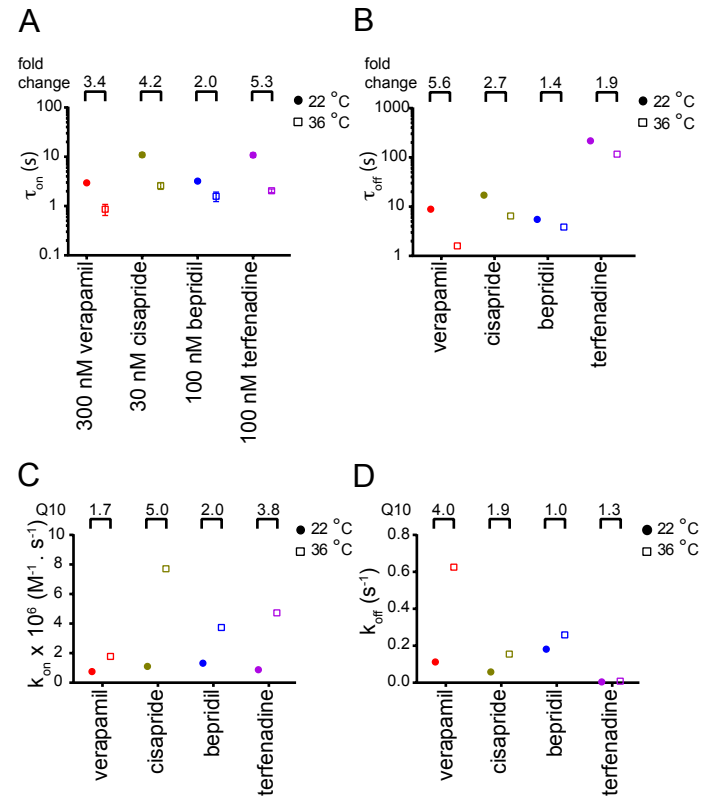 A
fold
change
3.4 4.2 2.0 5.3
22 °C
36 °C
100
10
1
0.1
τon (s)
300 nM verapamil
30 nM cisapride
100 nM bepridil
100 nM terfenadine
B
fold
change
5.6 2.7 1.4 1.9
22 °C
36 °C
1000
100
10
1
τoff (s)
verapamil
cisapride
bepridil
terfenadine
C
Q10 1.7 5.0 2.0 3.8
22 °C
36 °C
10
8
6
4
2
0
kon x 10⁶ (M⁻¹ . s⁻¹)
verapamil
cisapride
bepridil
terfenadine
D
Q10 4.0 1.9 1.0 1.3
22 °C
36 °C
0.8
0.6
0.4
0.2
0.0
koff (s⁻¹)
verapamil
cisapride
bepridil
terfenadine